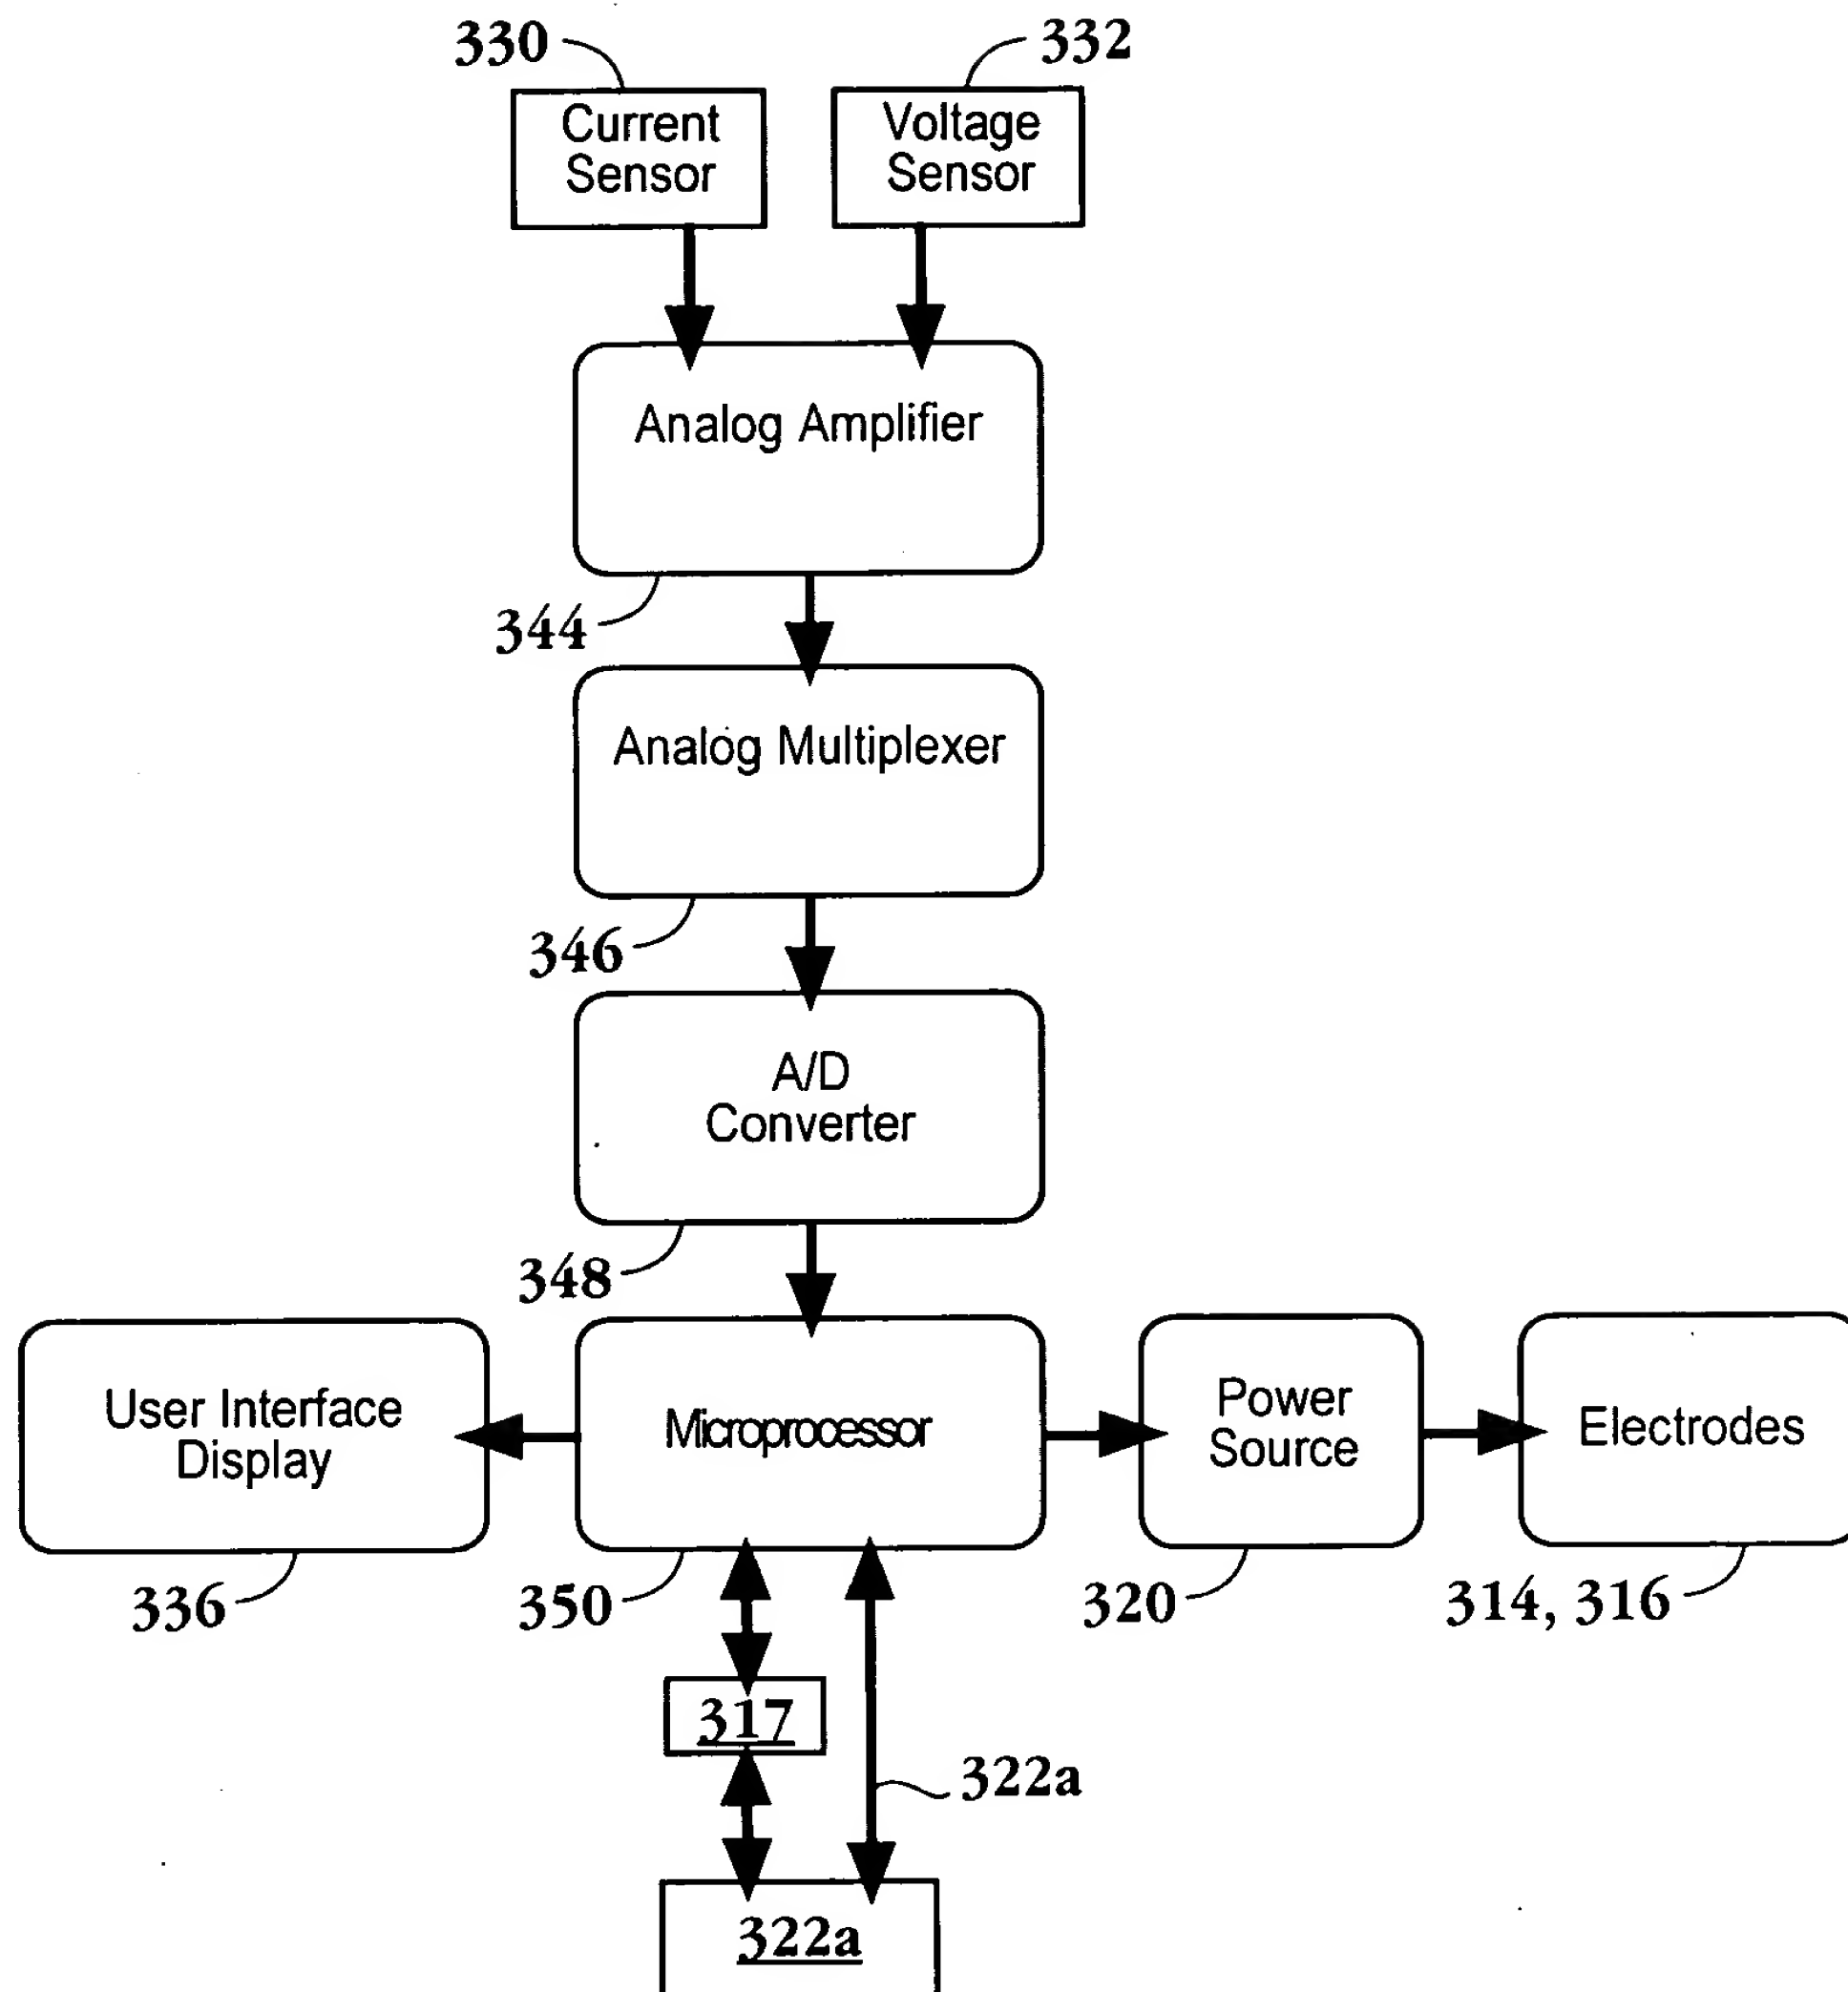 330
332
Current
Sensor
Voltage
Sensor
Analog Amplifier
344
Analog Multiplexer
346
A/D
Converter
348
User Interface
Display
Microprocessor
Power
Source
Electrodes
336
350
320
314, 316
317
322a
322a